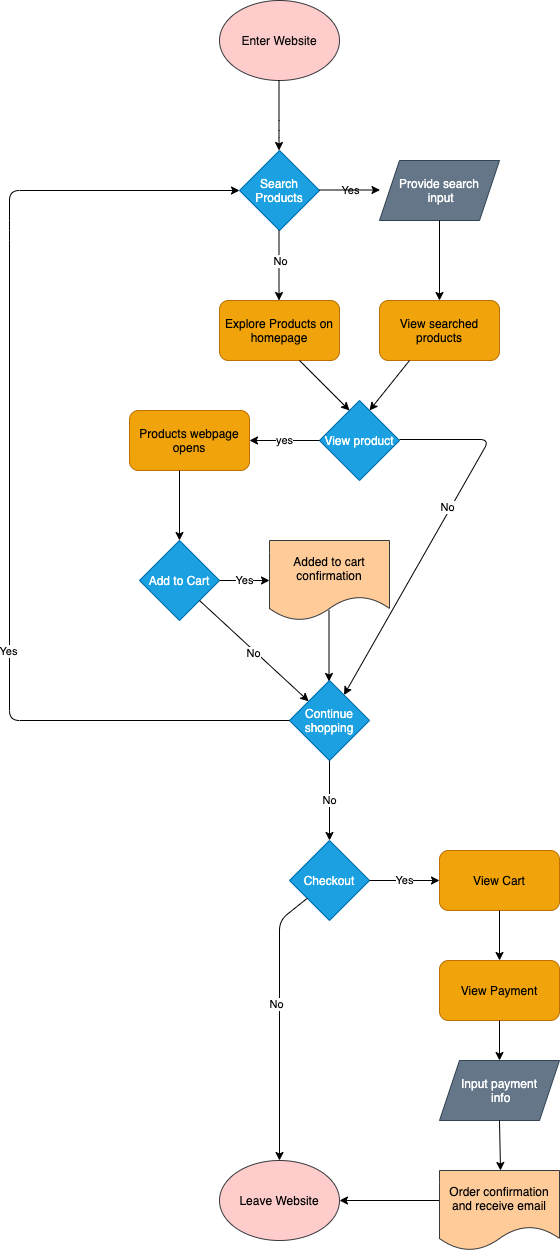 Enter Website
Search
Products
Yes
Provide search
input
No
Explore Products on
homepage
View searched
products
Products webpage
opens
yes
View product
No
Add to Cart
Yes
Added to cart
confirmation
No
Yes
Continue
shopping
No
Checkout
Yes
View Cart
View Payment
No
Input payment
info
Leave Website
Order confirmation
and receive email